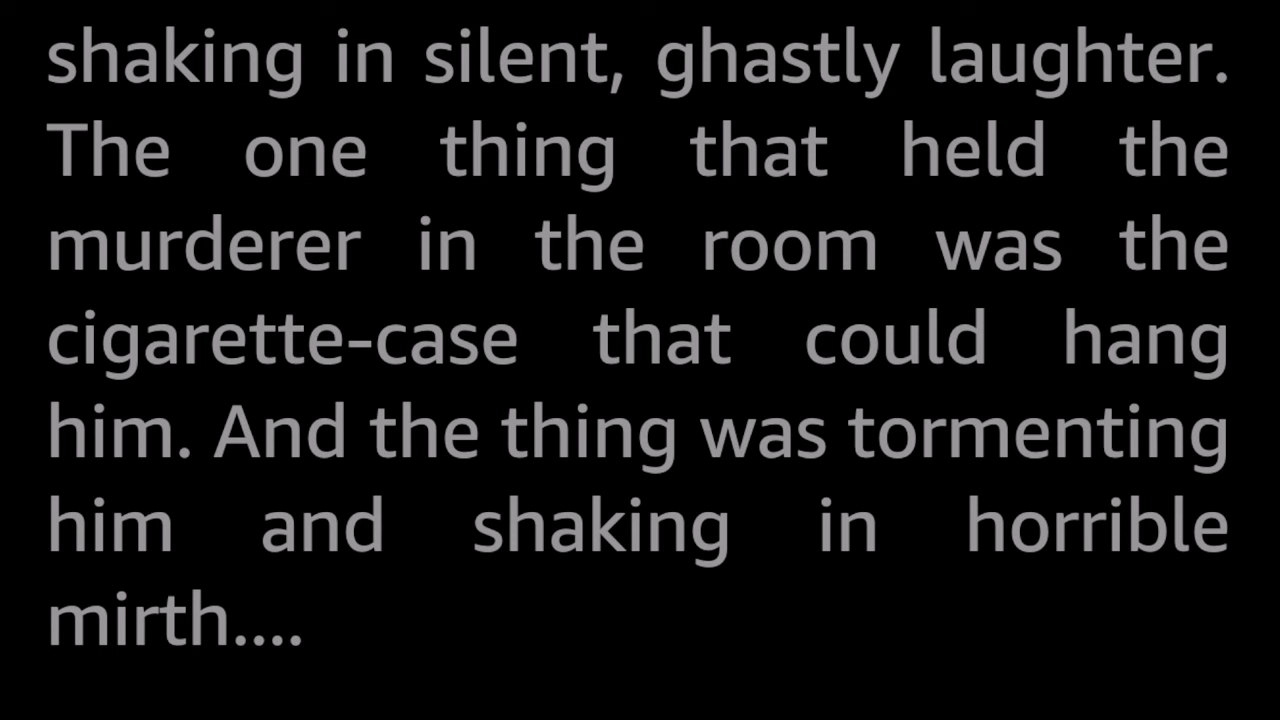 shaking in silent, ghastly laughter.
The one thing that held the
murderer in the room was the
cigarette-case that could hang
him. And the thing was tormenting
him and shaking in horrible
mirth....